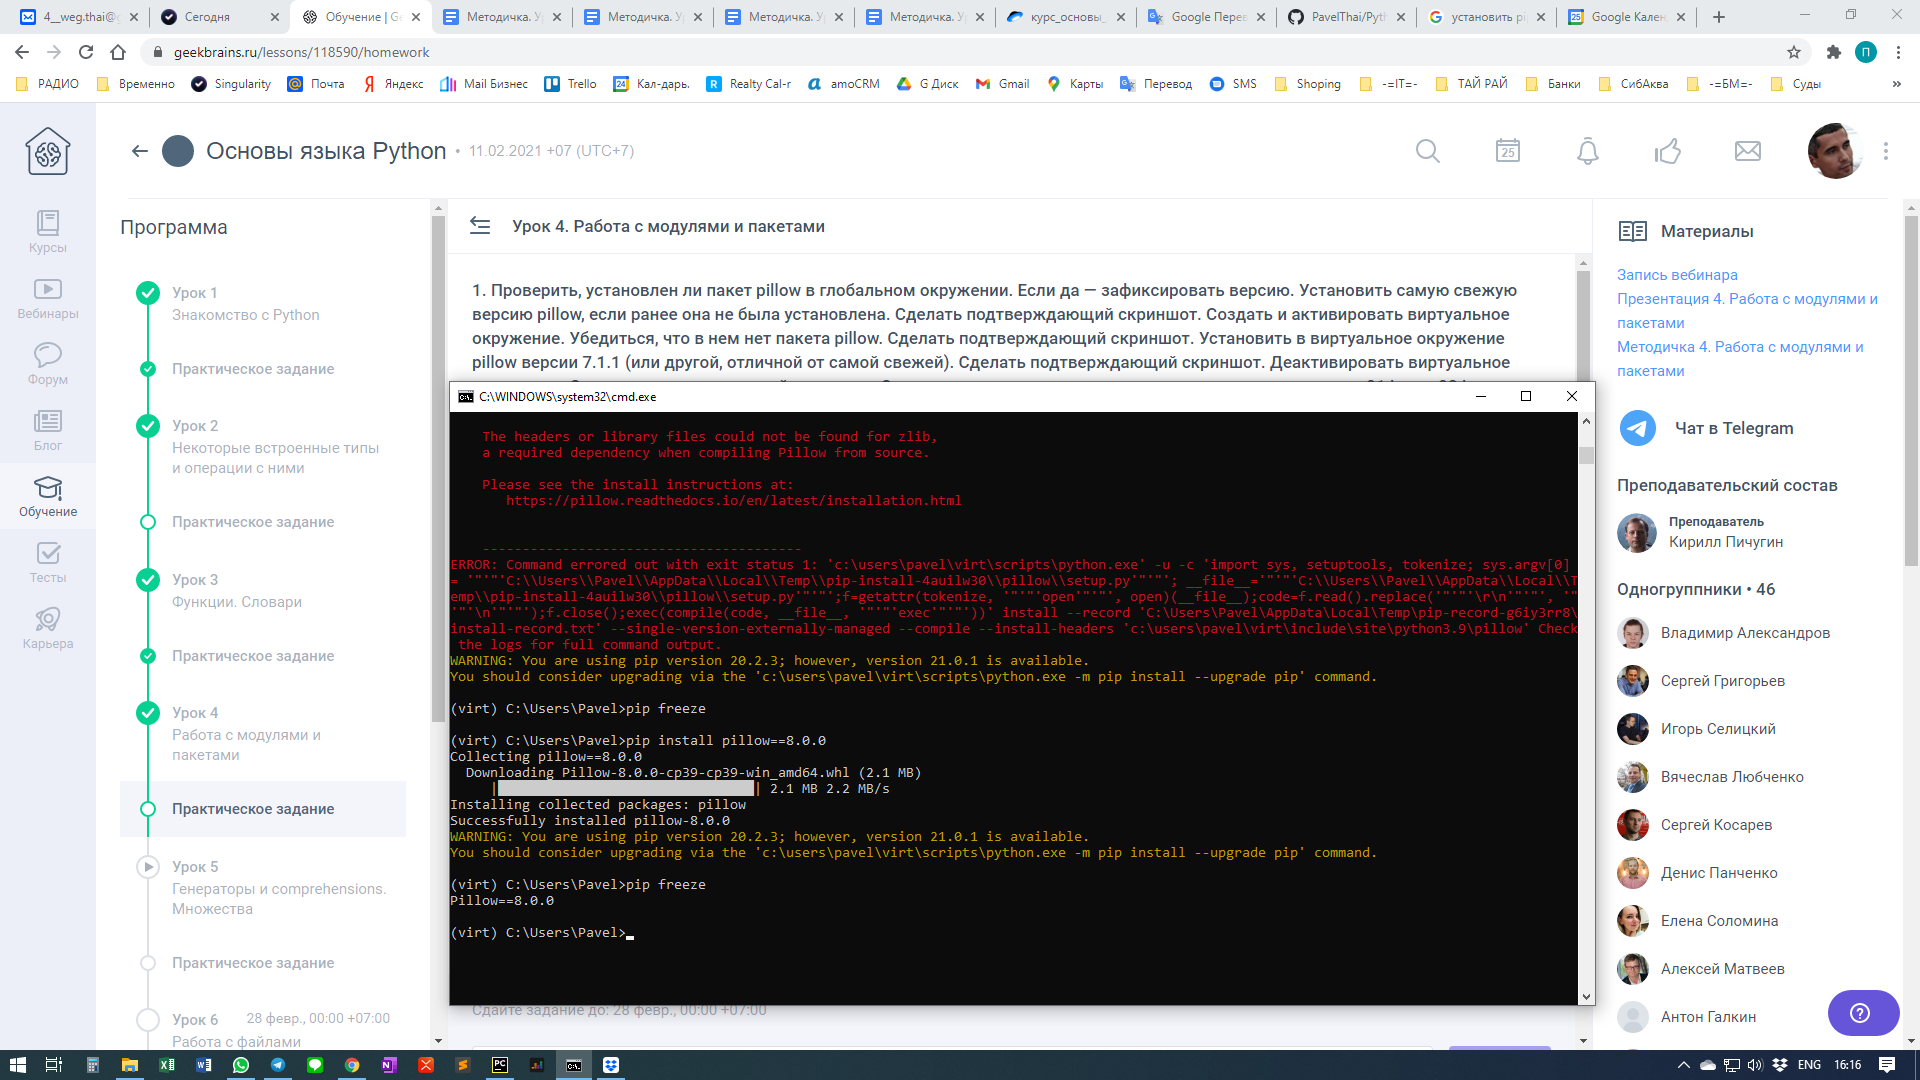 4__weg.thai@g
Сегодня
Обучение | Ge
Методичка. У
Методичка. У
Методичка. У
Методичка. У
курс_основы_
Google Перев
PavelThai/Pyth
установить pi
Google Кален
geekbrains.ru/lessons/118590/homework
П
РАДИО
Временно
Singularity
Почта
Яндекс
Mail Бизнес
Trello
Кал-дарь.
Realty Cal-r
amoCRM
Г Диск
Gmail
Карты
Перевод
SMS
Shoping
-=IT=-
ТАЙ РАЙ
Банки
СибАква
-=БМ=-
Суды
»
Основы языка Python • 11.02.2021 +07 (UTC+7)
25
Курсы
Вебинары
Форум
Блог
Обучение
Тесты
Карьера
Программа
Урок 1
Знакомство с Python
Практическое задание
Урок 2
Некоторые встроенные типы
и операции с ними
Практическое задание
Урок 3
Функции. Словари
Практическое задание
Урок 4
Работа с модулями и
пакетами
Практическое задание
Урок 5
Генераторы и comprehensions.
Множества
Практическое задание
Урок 6 28 февр., 00:00 +07:00
Работа с файлами
Урок 4. Работа с модулями и пакетами
1. Проверить, установлен ли пакет pillow в глобальном окружении. Если да — зафиксировать версию. Установить самую свежую
версию pillow, если ранее она не была установлена. Сделать подтверждающий скриншот. Создать и активировать виртуальное
окружение. Убедиться, что в нем нет пакета pillow. Сделать подтверждающий скриншот. Установить в виртуальное окружение
pillow версии 7.1.1 (или другой, отличной от самой свежей). Сделать подтверждающий скриншот. Деактивировать виртуальное
C:\WINDOWS\system32\cmd.exe
The headers or library files could not be found for zlib,
a required dependency when compiling Pillow from source.
Please see the install instructions at:
https://pillow.readthedocs.io/en/latest/installation.html
----------------------------------------
ERROR: Command errored out with exit status 1: 'c:\users\pavel\virt\scripts\python.exe' -u -c 'import sys, setuptools, tokenize; sys.argv[0]
= '"'"'C:\\Users\\Pavel\\AppData\\Local\\Temp\\pip-install-4auilw30\\pillow\\setup.py'"'"'; __file__='"'"'C:\\Users\\Pavel\\AppData\\Local\\T
emp\\pip-install-4auilw30\\pillow\\setup.py'"'"';f=getattr(tokenize, '"'"'open'"'"', open)(__file__);code=f.read().replace('"'"'\r\n'"'"', '"
'"'\n'"'"');f.close();exec(compile(code, __file__, '"'"'exec'"'"'))' install --record 'C:\Users\Pavel\AppData\Local\Temp\pip-record-g6iy3rr8\
install-record.txt' --single-version-externally-managed --compile --install-headers 'c:\users\pavel\virt\include\site\python3.9\pillow' Check
the logs for full command output.
WARNING: You are using pip version 20.2.3; however, version 21.0.1 is available.
You should consider upgrading via the 'c:\users\pavel\virt\scripts\python.exe -m pip install --upgrade pip' command.
(virt) C:\Users\Pavel>pip freeze
(virt) C:\Users\Pavel>pip install pillow==8.0.0
Collecting pillow==8.0.0
Downloading Pillow-8.0.0-cp39-cp39-win_amd64.whl (2.1 MB)
| | 2.1 MB 2.2 MB/s
Installing collected packages: pillow
Successfully installed pillow-8.0.0
WARNING: You are using pip version 20.2.3; however, version 21.0.1 is available.
You should consider upgrading via the 'c:\users\pavel\virt\scripts\python.exe -m pip install --upgrade pip' command.
(virt) C:\Users\Pavel>pip freeze
Pillow==8.0.0
(virt) C:\Users\Pavel>
Сдайте задание до: 28 февр., 00:00 +07:00
Материалы
Запись вебинара
Презентация 4. Работа с модулями и
пакетами
Методичка 4. Работа с модулями и
пакетами
Чат в Telegram
Преподавательский состав
Преподаватель
Кирилл Пичугин
Одногруппники • 46
Владимир Александров
Сергей Григорьев
Игорь Селицкий
Вячеслав Любченко
Сергей Косарев
Денис Панченко
Елена Соломина
Алексей Матвеев
Антон Галкин
ENG
16:16